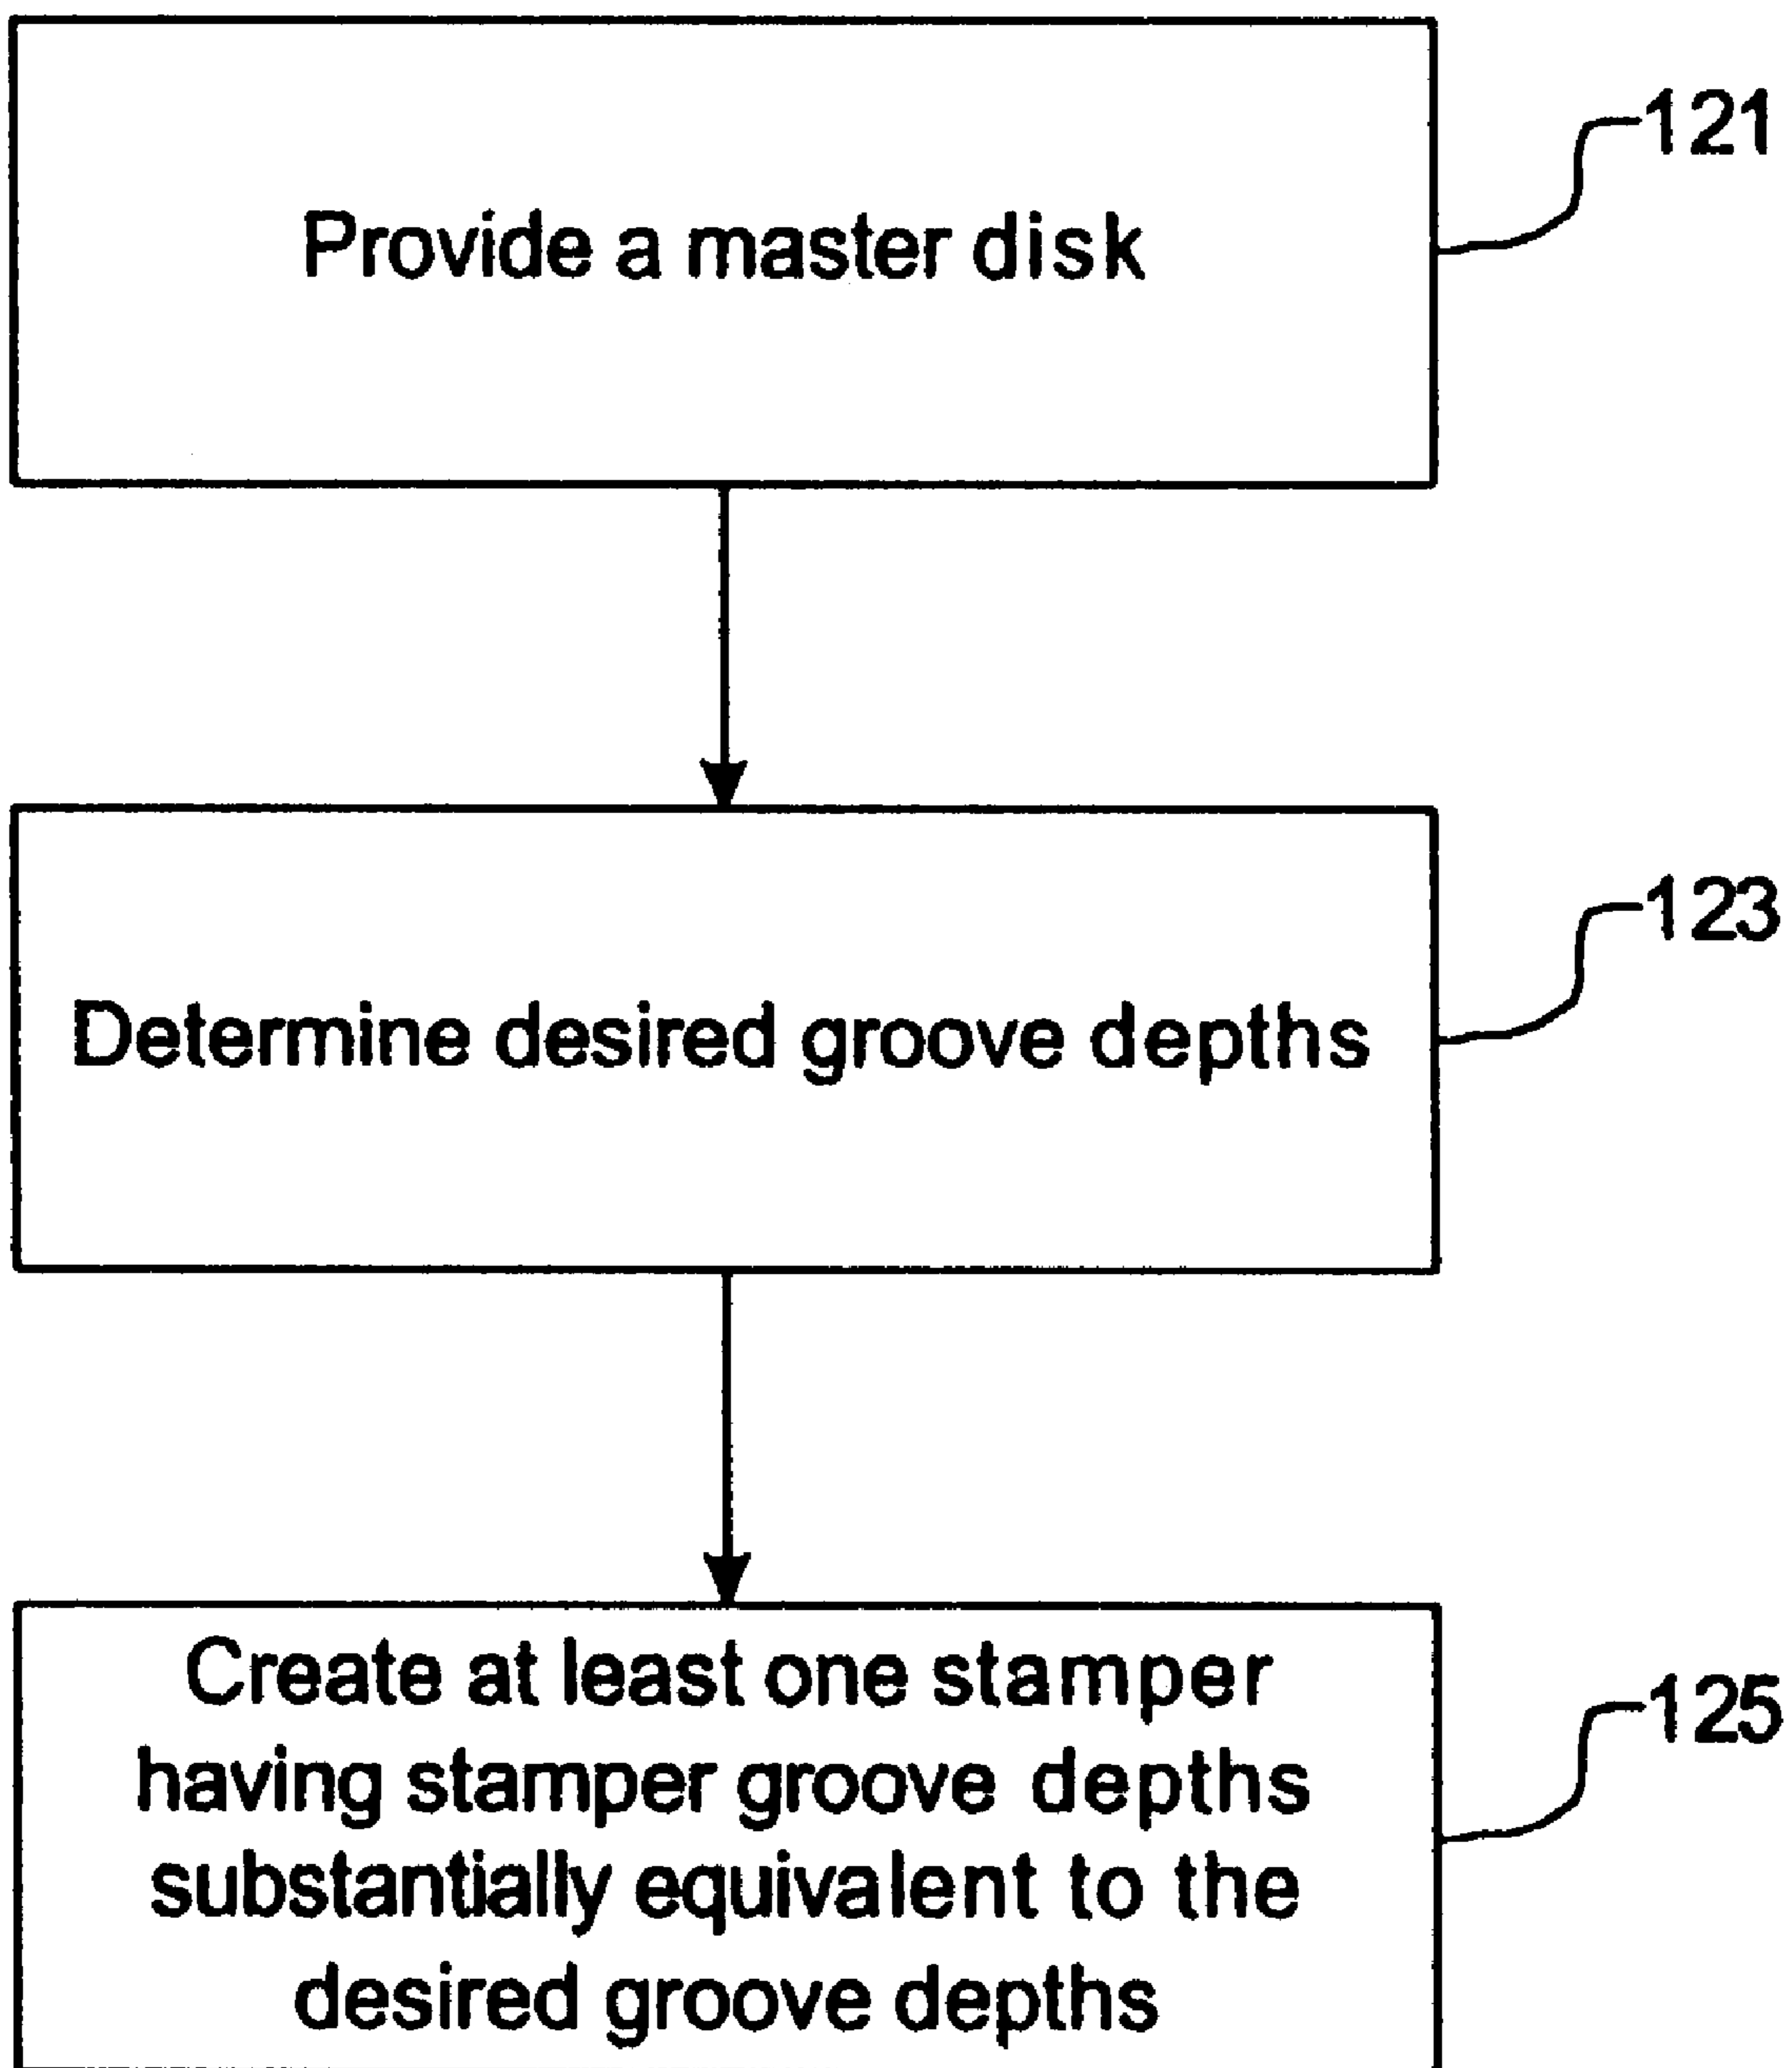 Provide a master disk
121
Determine desired groove depths
123
Create at least one stamper
having stamper groove depths
substantially equivalent to the
desired groove depths
125